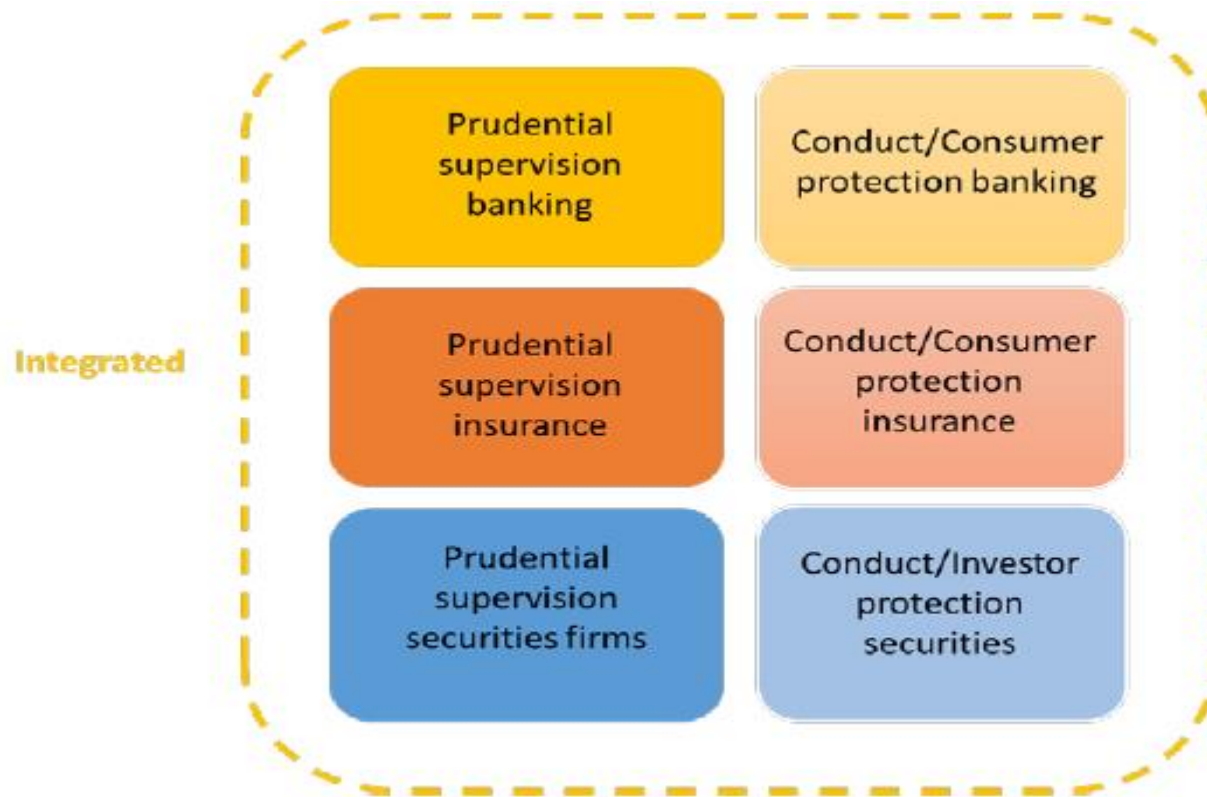 Prudential
supervision
banking
Conduct/Consumer
protection banking
Integrated
Prudential
supervision
insurance
Conduct/Consumer
protection
insurance
Prudential
supervision
securities firms
Conduct/Investor
protection
securities